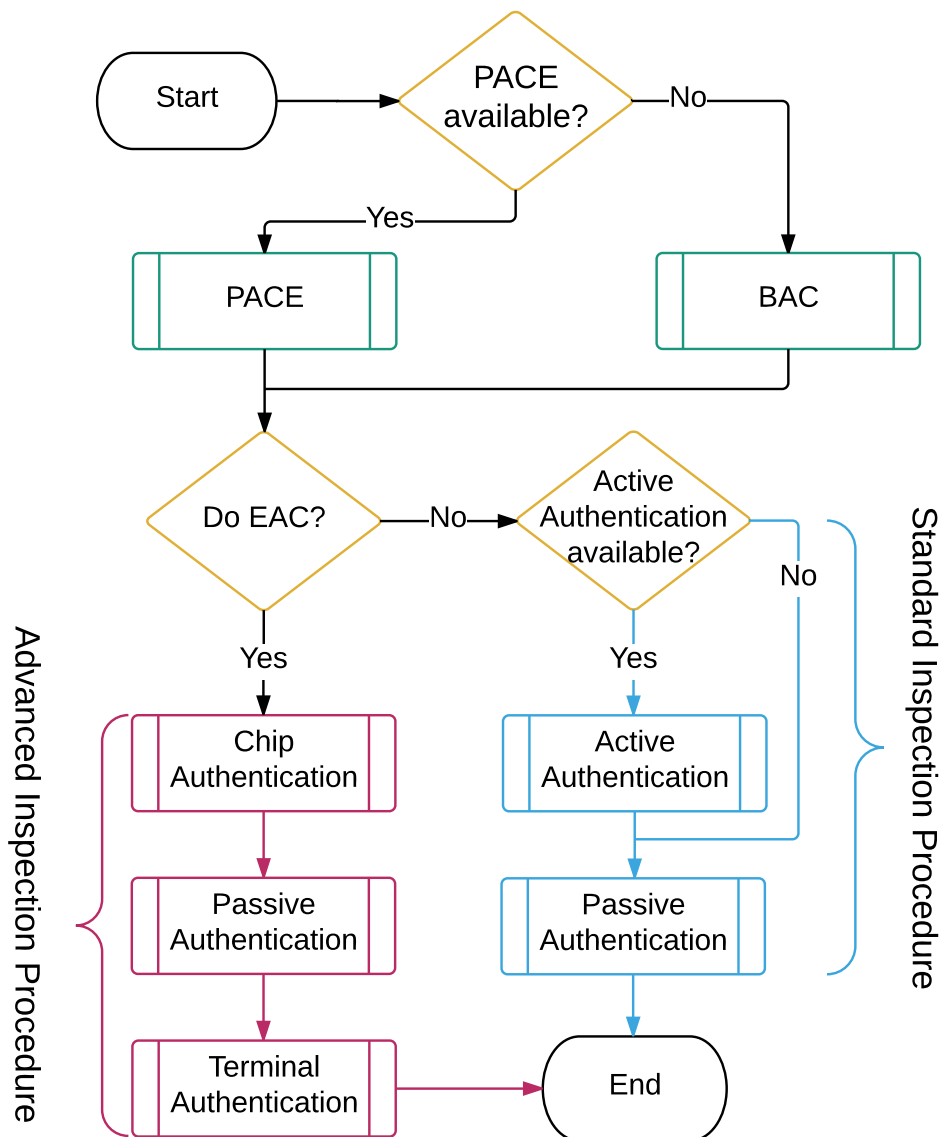 Start
PACE
available?
No
Yes
PACE
BAC
Do EAC?
No
Active
Authentication
available?
No
Yes
Yes
Chip
Authentication
Active
Authentication
Passive
Authentication
Passive
Authentication
Terminal
Authentication
End
Advanced Inspection Procedure
Standard Inspection Procedure